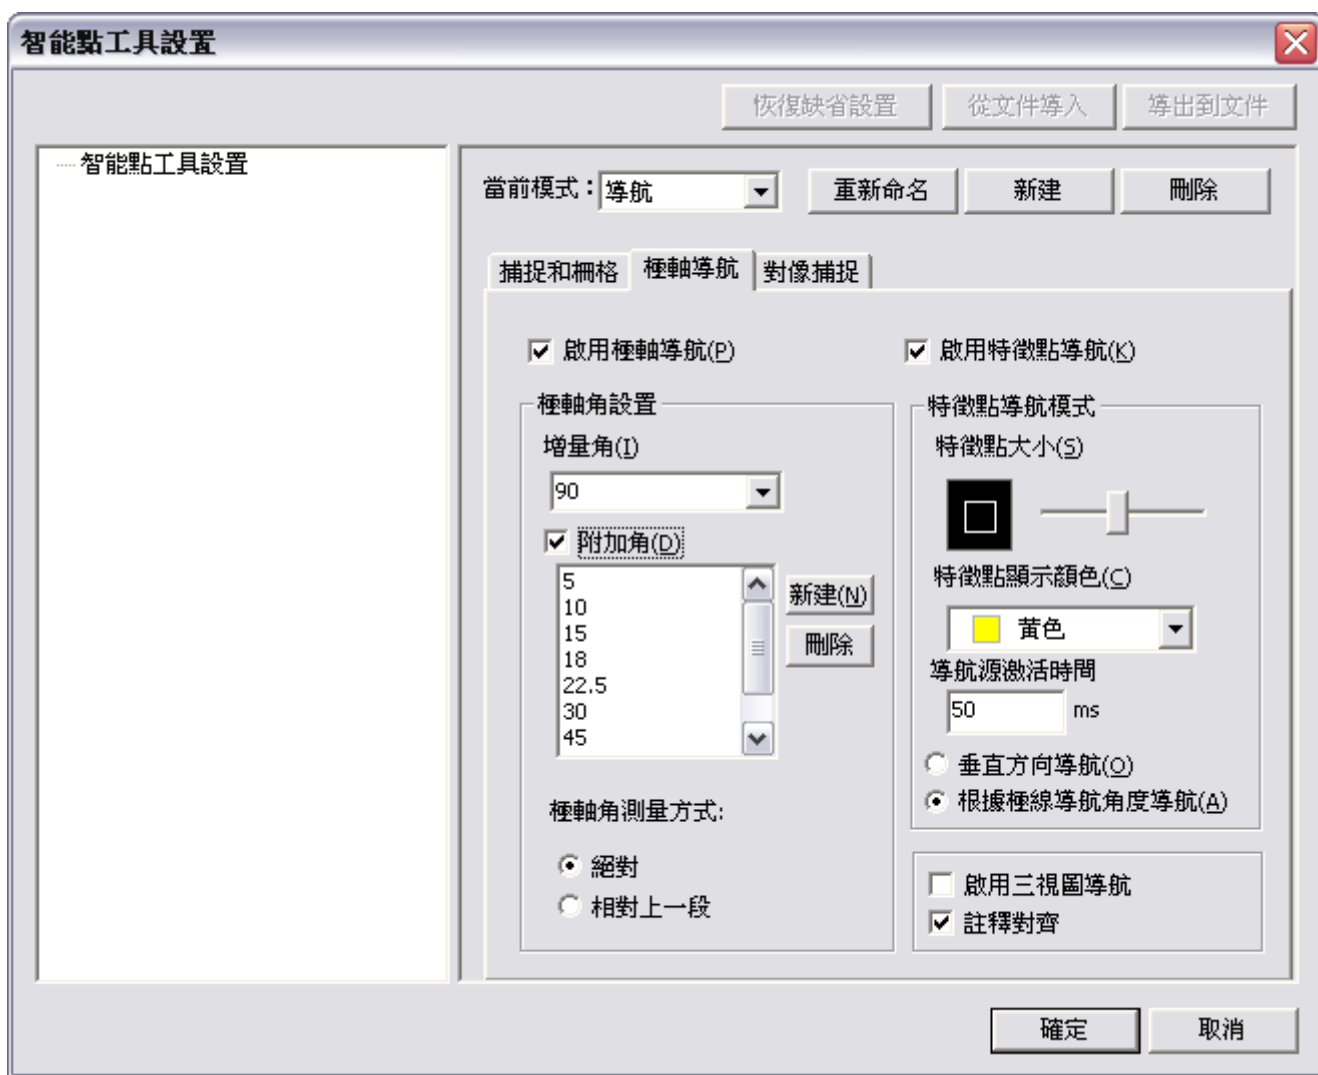 智能點工具設置
恢復缺省設置 從文件導入 導出到文件
智能點工具設置
當前模式：導航 重新命名 新建 刪除
捕捉和柵格 極軸導航 對像捕捉
啟用極軸導航(P) 啟用特徵點導航(K)
極軸角設置
增量角(I)
90
附加角(D)
5
10
15
18
22.5
30
45
新建(N)
刪除
極軸角測量方式:
絕對
相對上一段
特徵點導航模式
特徵點大小(S)
特徵點顯示顏色(C)
黃色
導航源激活時間
50 ms
垂直方向導航(O)
根據極線導航角度導航(A)
啟用三視圖導航
註釋對齊
確定 取消